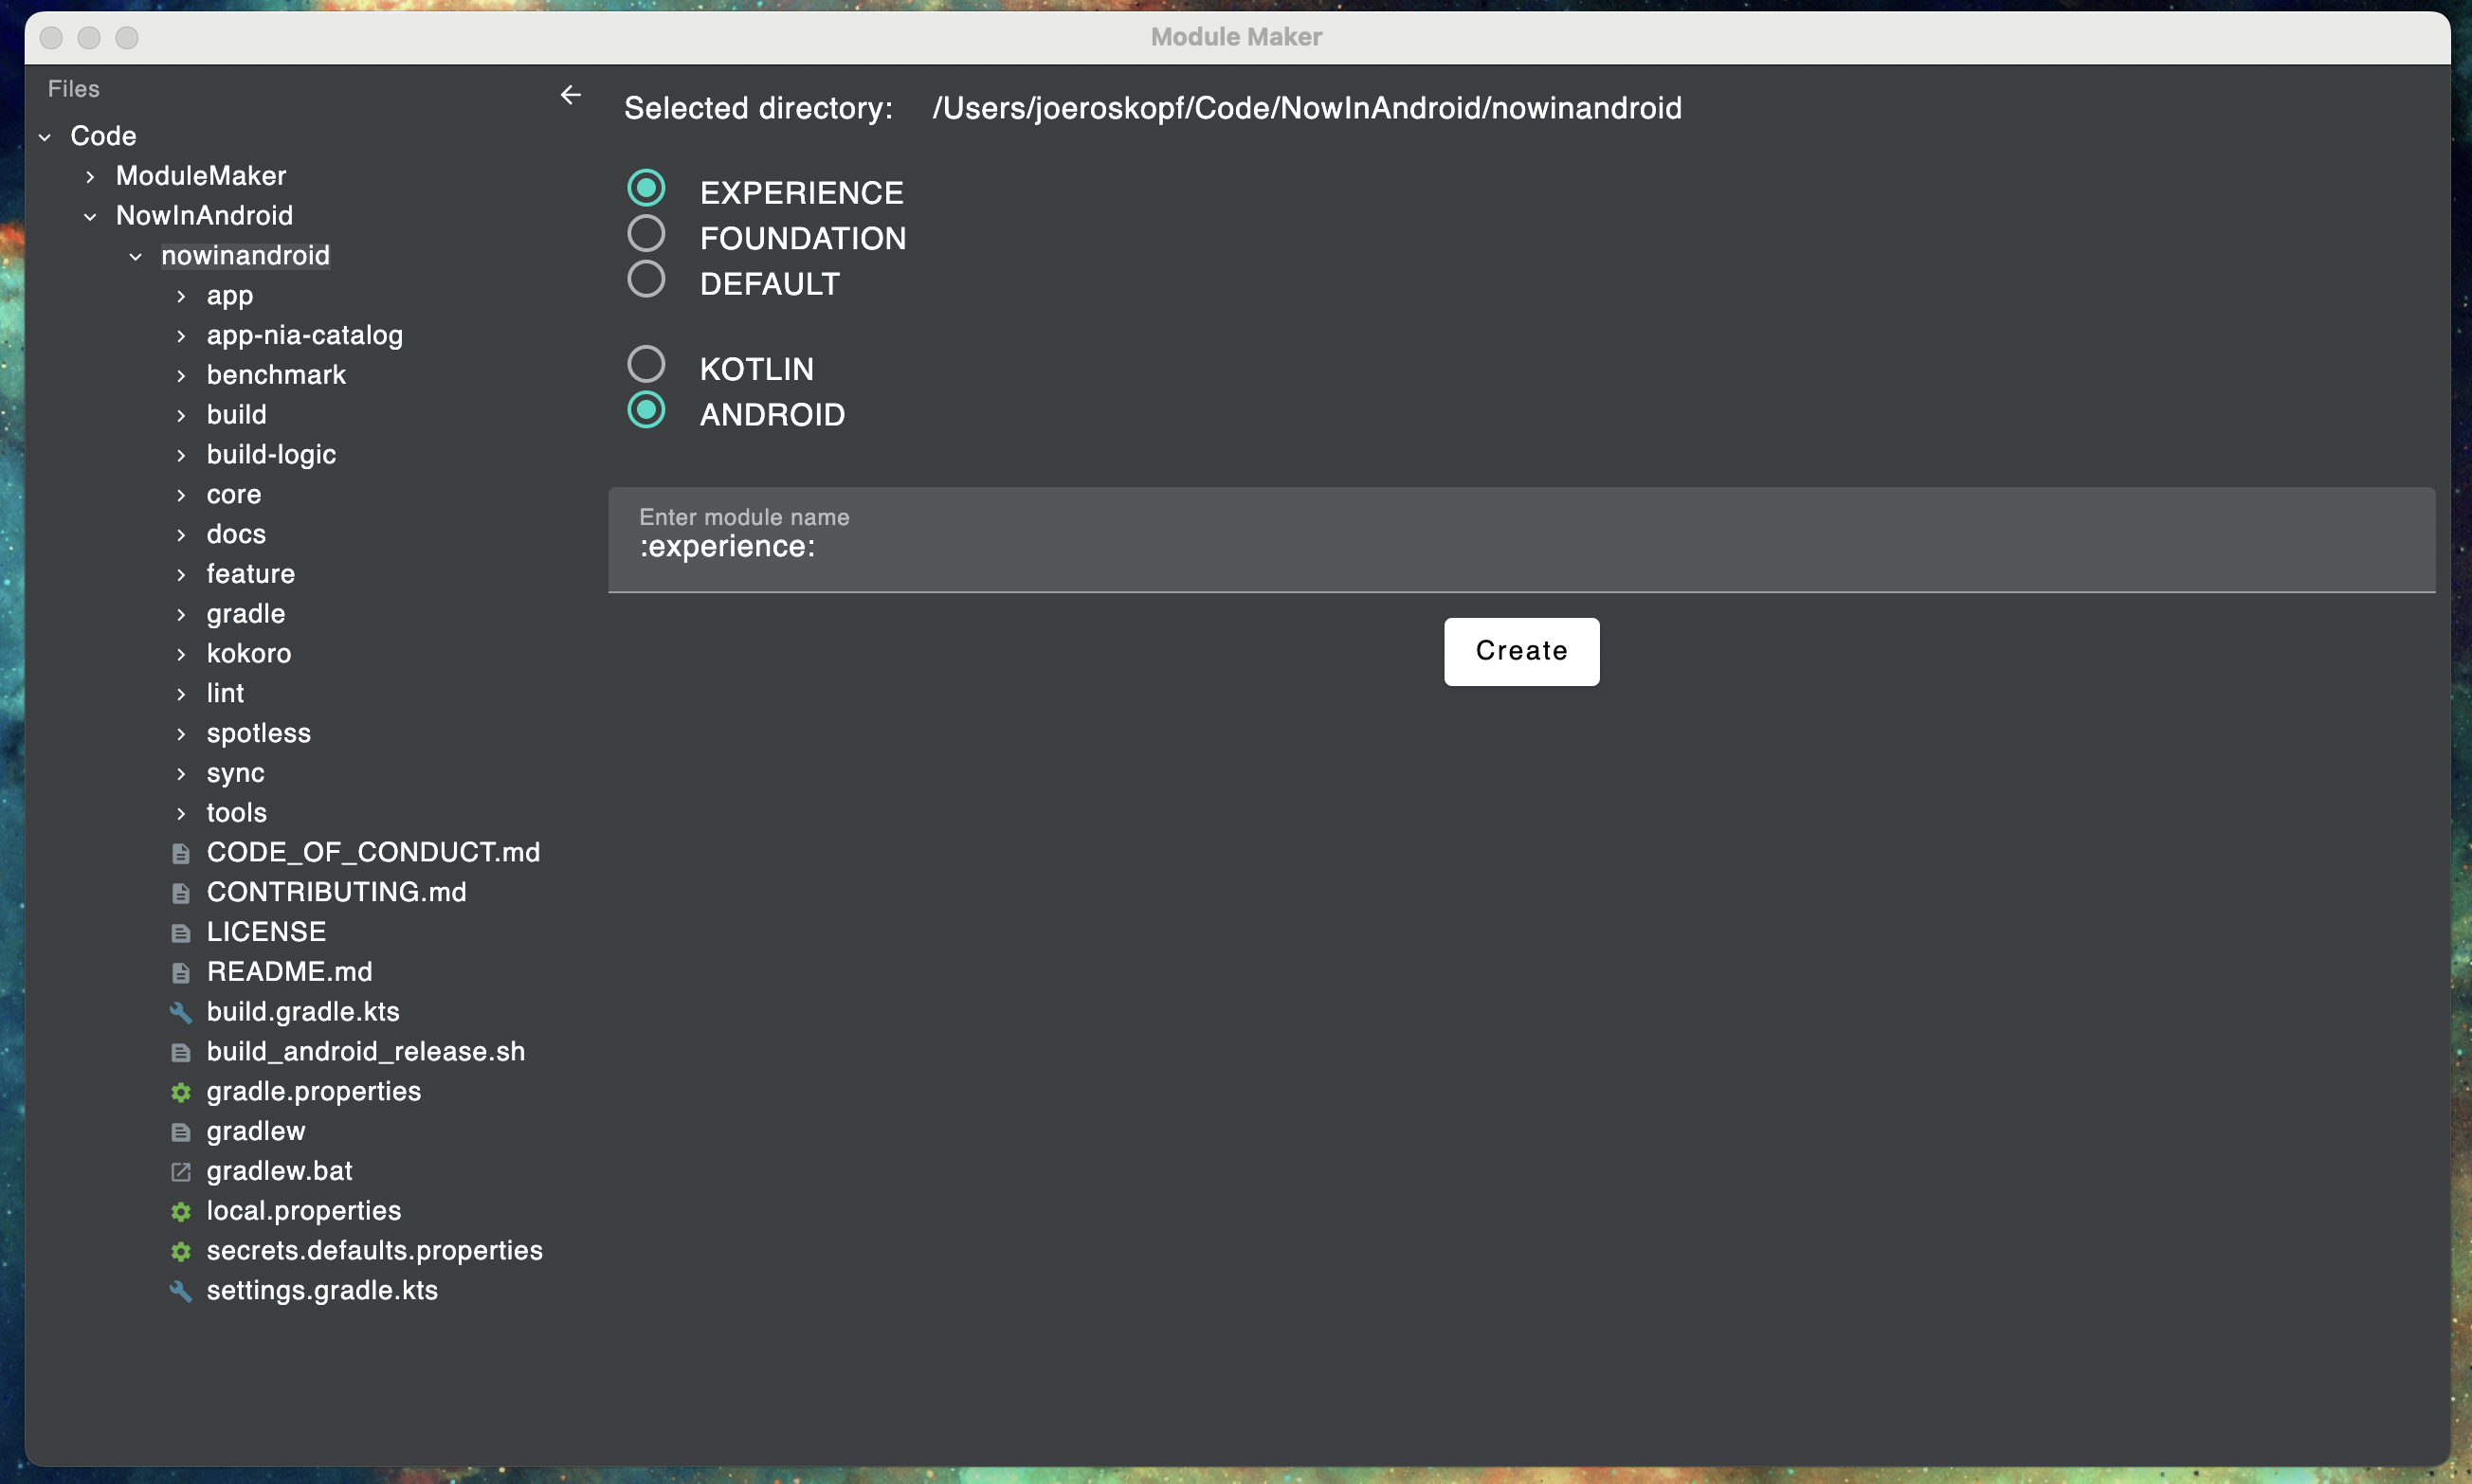 Module Maker
Files
Code
ModuleMaker
NowInAndroid
nowinandroid
app
app-nia-catalog
benchmark
build
build-logic
core
docs
feature
gradle
kokoro
lint
spotless
sync
tools
CODE_OF_CONDUCT.md
CONTRIBUTING.md
LICENSE
README.md
build.gradle.kts
build_android_release.sh
gradle.properties
gradlew
gradlew.bat
local.properties
secrets.defaults.properties
settings.gradle.kts
Selected directory: /Users/joeroskopf/Code/NowInAndroid/nowinandroid
EXPERIENCE
FOUNDATION
DEFAULT
KOTLIN
ANDROID
Enter module name
:experience:
Create